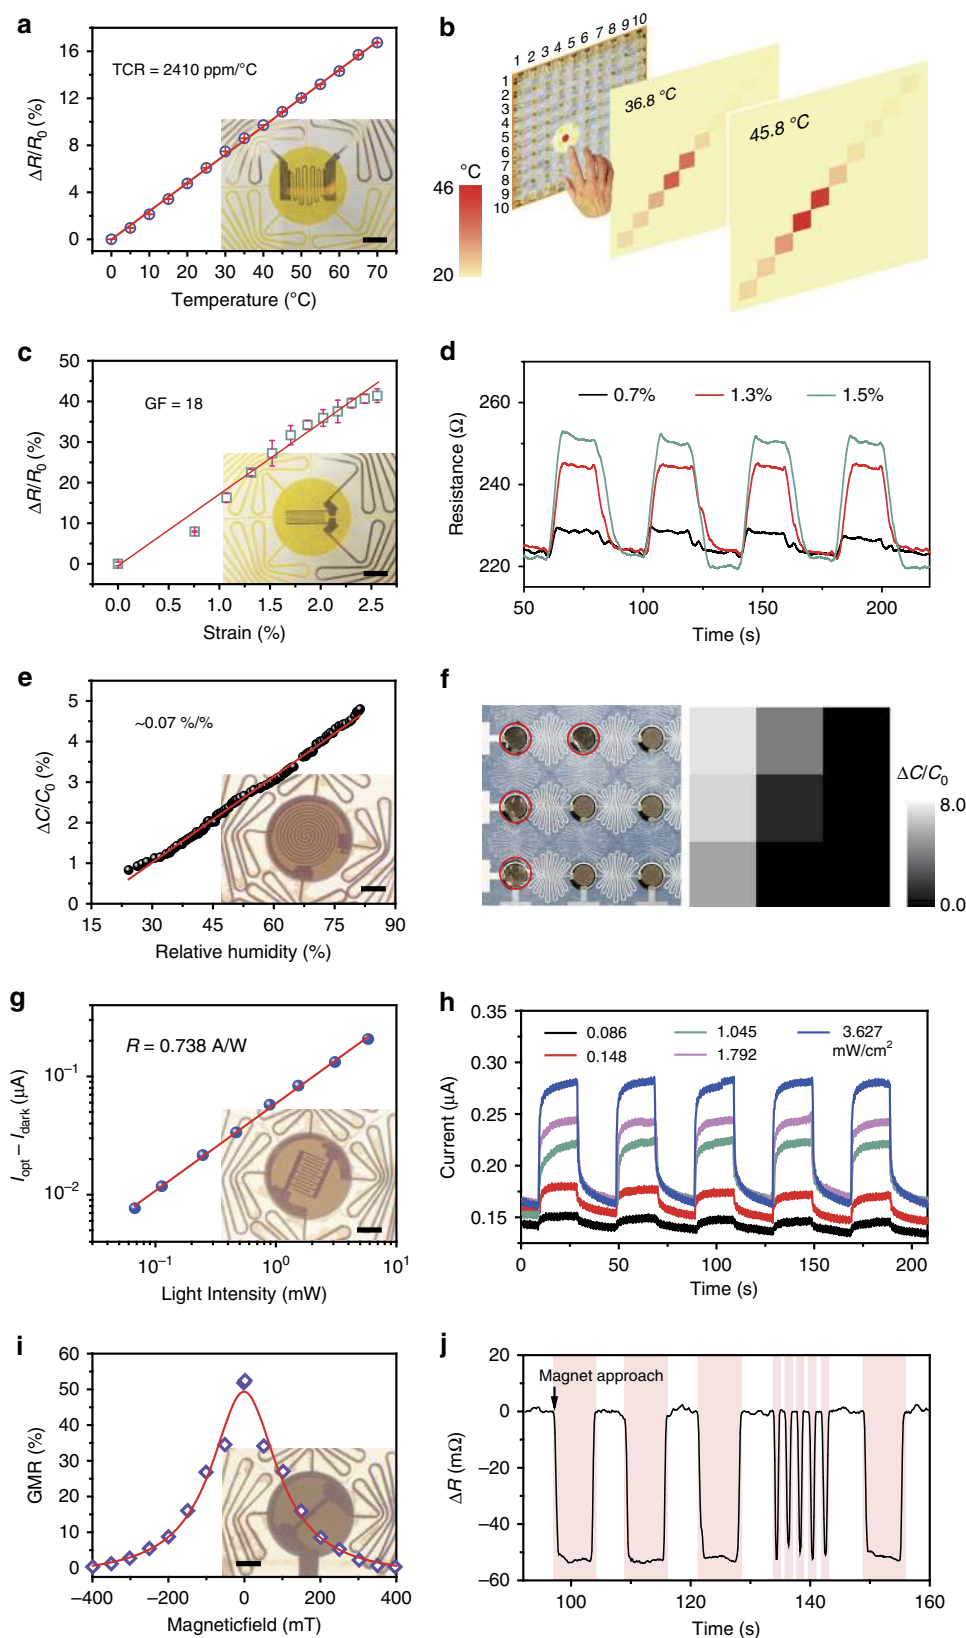 a
ΔR/R0 (%)
16
12
8
4
0
TCR = 2410 ppm/°C
0 10 20 30 40 50 60 70
Temperature (°C)
b
1 2 3 4 5 6 7 8 9 10
1
2
3
4
5
6
7
8
9
10
36.8 °C
45.8 °C
°C
46
20
c
ΔR/R0 (%)
50
40
30
20
10
0
GF = 18
0.0 0.5 1.0 1.5 2.0 2.5
Strain (%)
d
Resistance (Ω)
260
240
220
0.7% 1.3% 1.5%
50 100 150 200
Time (s)
e
ΔC/C0 (%)
5
4
3
2
1
0
~0.07 %/%
15 30 45 60 75 90
Relative humidity (%)
f
ΔC/C0
8.0
0.0
g
Iopt – Idark (µA)
10⁻¹
10⁻²
R = 0.738 A/W
10⁻¹ 10⁰ 10¹
Light Intensity (mW)
h
Current (µA)
0.35
0.30
0.25
0.20
0.15
0.086 1.045 3.627
0.148 1.792 mW/cm²
0 50 100 150 200
Time (s)
i
GMR (%)
60
50
40
30
20
10
0
−400 −200 0 200 400
Magneticfield (mT)
j
ΔR (mΩ)
20
0
−20
−40
−60
Magnet approach
100 120 140 160
Time (s)